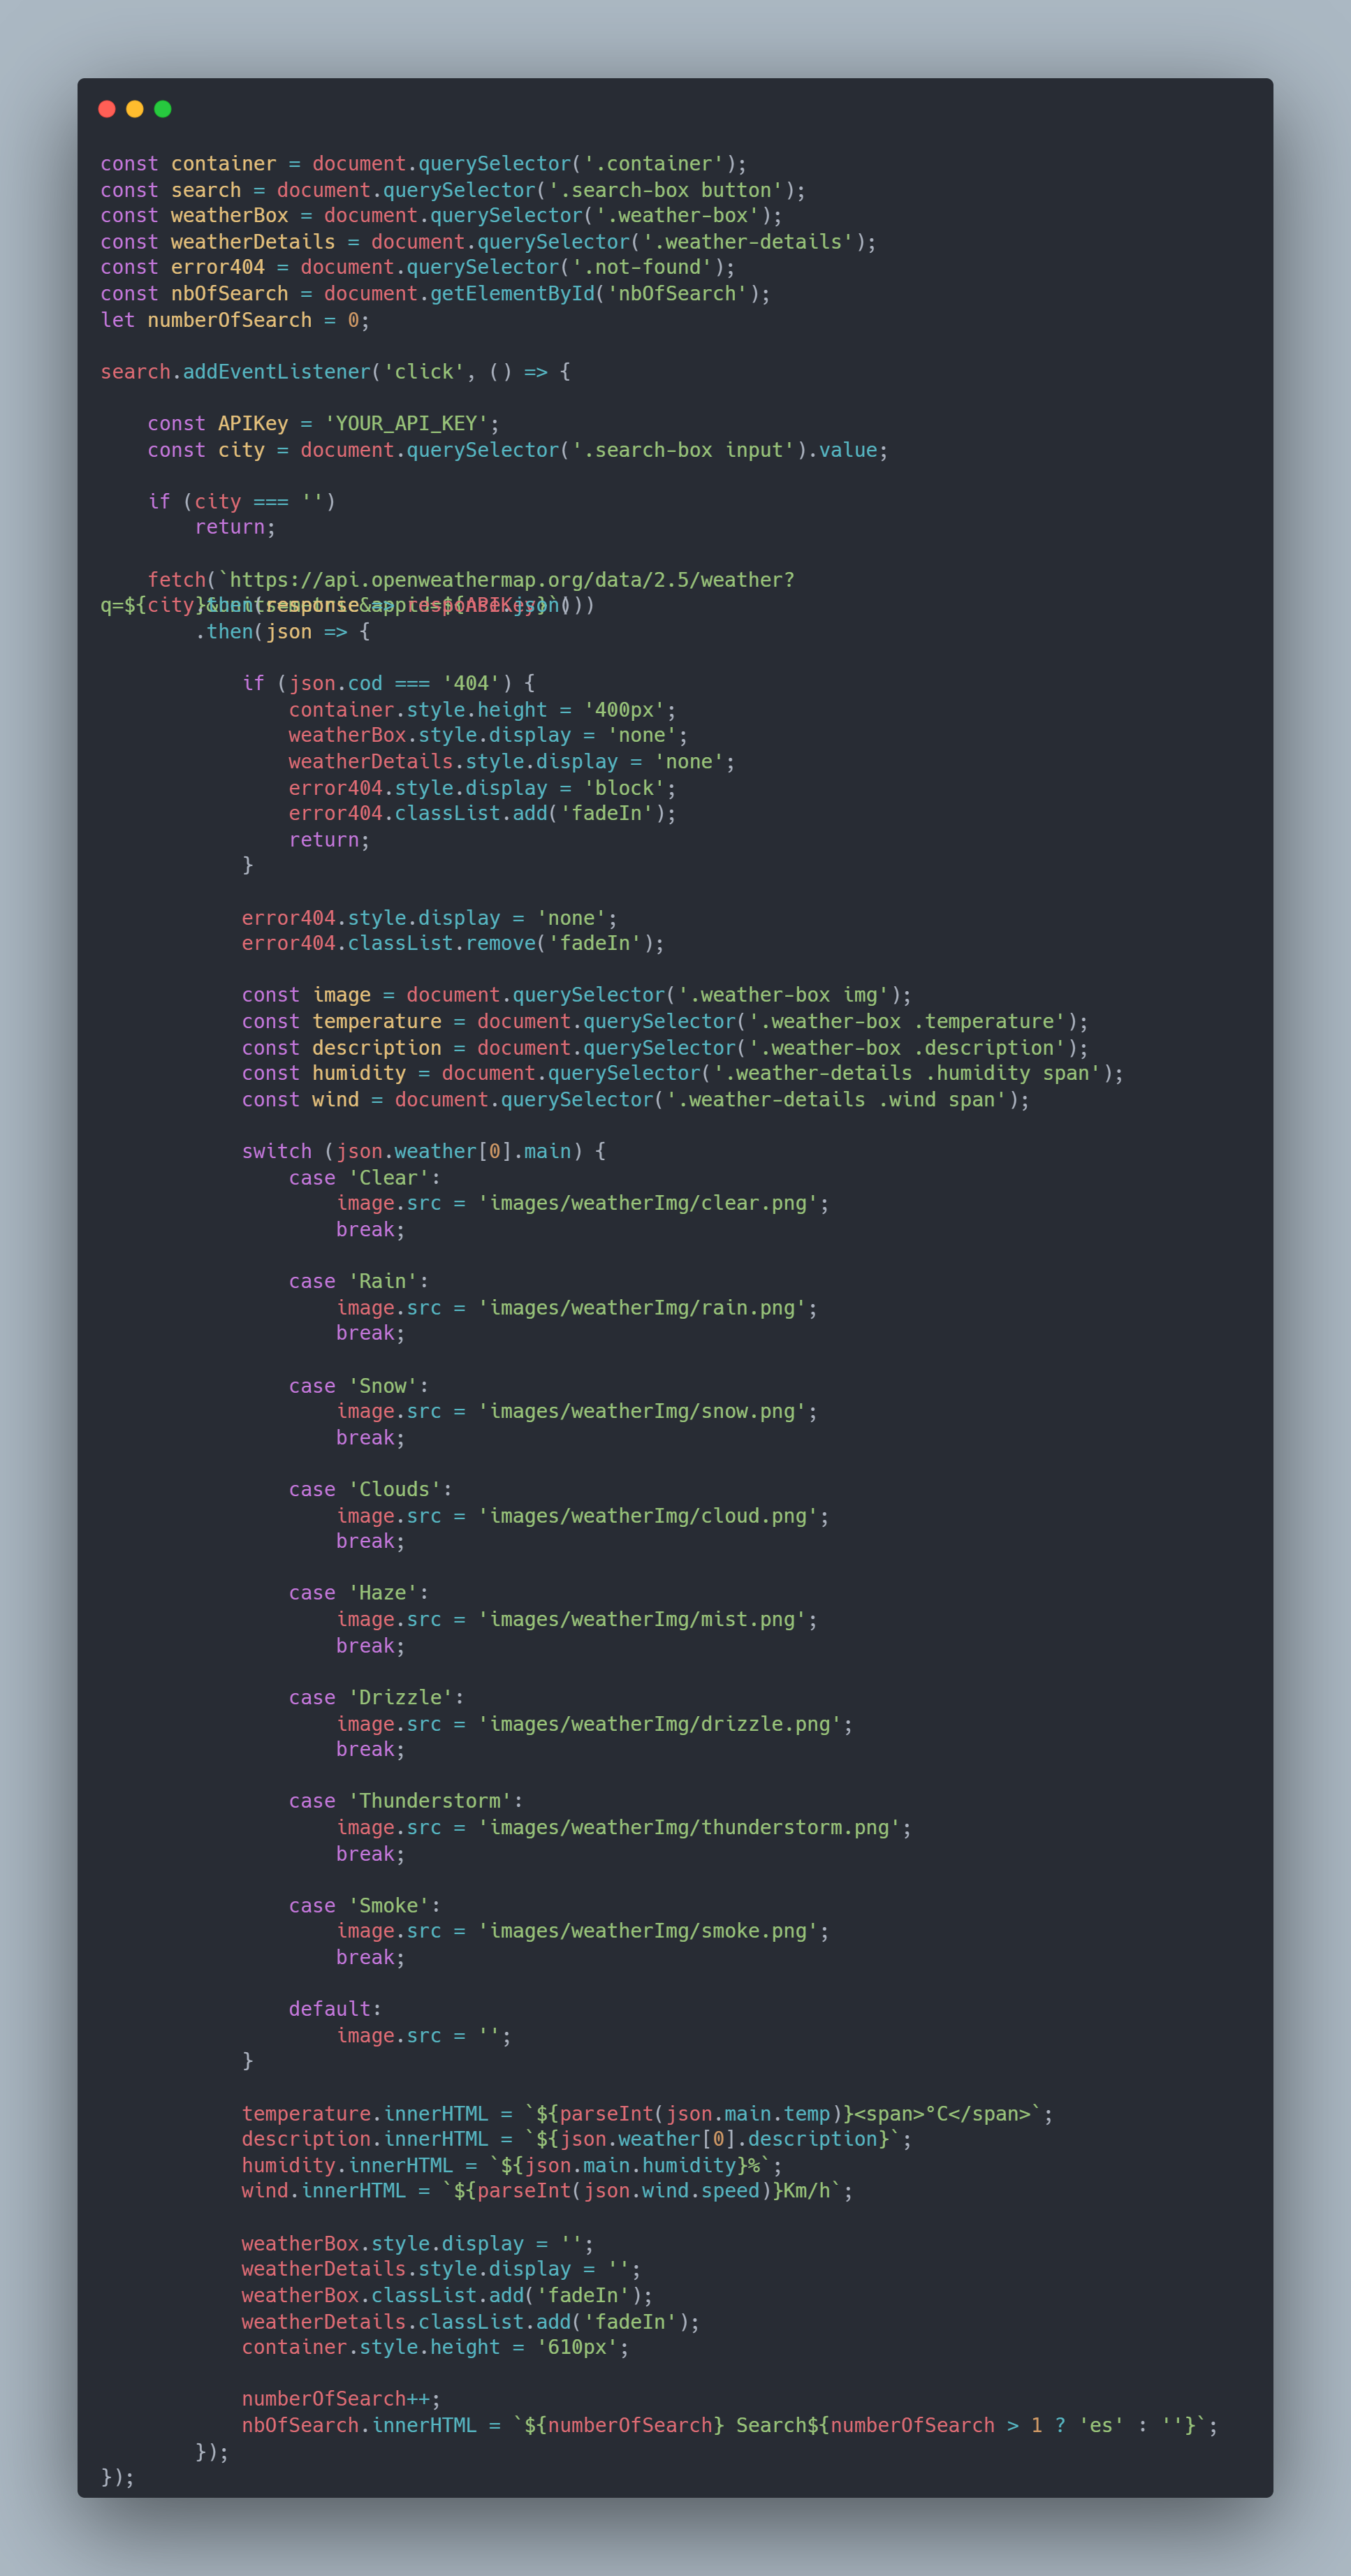 const container = document.querySelector('.container');
const search = document.querySelector('.search-box button');
const weatherBox = document.querySelector('.weather-box');
const weatherDetails = document.querySelector('.weather-details');
const error404 = document.querySelector('.not-found');
const nbOfSearch = document.getElementById('nbOfSearch');
let numberOfSearch = 0;

search.addEventListener('click', () => {

    const APIKey = 'YOUR_API_KEY';
    const city = document.querySelector('.search-box input').value;

    if (city === '')
        return;

    fetch(`https://api.openweathermap.org/data/2.5/weather?
q=${city}&units=metric&appid=${APIKey}`)
        .then(response => response.json())
        .then(json => {

            if (json.cod === '404') {
                container.style.height = '400px';
                weatherBox.style.display = 'none';
                weatherDetails.style.display = 'none';
                error404.style.display = 'block';
                error404.classList.add('fadeIn');
                return;
            }

            error404.style.display = 'none';
            error404.classList.remove('fadeIn');

            const image = document.querySelector('.weather-box img');
            const temperature = document.querySelector('.weather-box .temperature');
            const description = document.querySelector('.weather-box .description');
            const humidity = document.querySelector('.weather-details .humidity span');
            const wind = document.querySelector('.weather-details .wind span');

            switch (json.weather[0].main) {
                case 'Clear':
                    image.src = 'images/weatherImg/clear.png';
                    break;

                case 'Rain':
                    image.src = 'images/weatherImg/rain.png';
                    break;

                case 'Snow':
                    image.src = 'images/weatherImg/snow.png';
                    break;

                case 'Clouds':
                    image.src = 'images/weatherImg/cloud.png';
                    break;

                case 'Haze':
                    image.src = 'images/weatherImg/mist.png';
                    break;

                case 'Drizzle':
                    image.src = 'images/weatherImg/drizzle.png';
                    break;

                case 'Thunderstorm':
                    image.src = 'images/weatherImg/thunderstorm.png';
                    break;

                case 'Smoke':
                    image.src = 'images/weatherImg/smoke.png';
                    break;

                default:
                    image.src = '';
            }

            temperature.innerHTML = `${parseInt(json.main.temp)}<span>°C</span>`;
            description.innerHTML = `${json.weather[0].description}`;
            humidity.innerHTML = `${json.main.humidity}%`;
            wind.innerHTML = `${parseInt(json.wind.speed)}Km/h`;

            weatherBox.style.display = '';
            weatherDetails.style.display = '';
            weatherBox.classList.add('fadeIn');
            weatherDetails.classList.add('fadeIn');
            container.style.height = '610px';

            numberOfSearch++;
            nbOfSearch.innerHTML = `${numberOfSearch} Search${numberOfSearch > 1 ? 'es' : ''}`;
        });
});